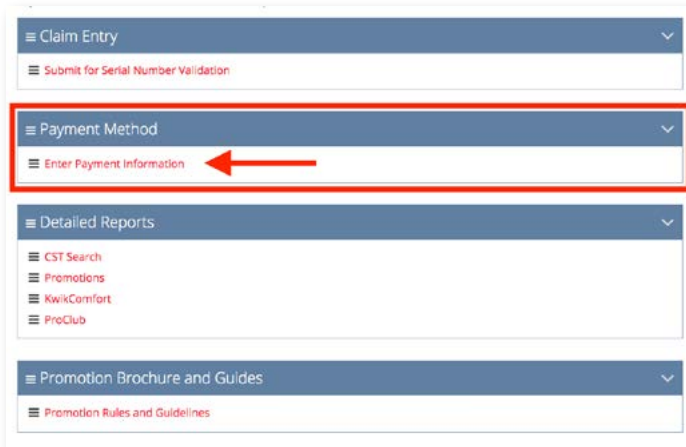 Claim Entry
Submit for Serial Number Validation
Payment Method
Enter Payment Information
Detailed Reports
CST Search
Promotions
KwikComfort
ProClub
Promotion Brochure and Guides
Promotion Rules and Guidelines